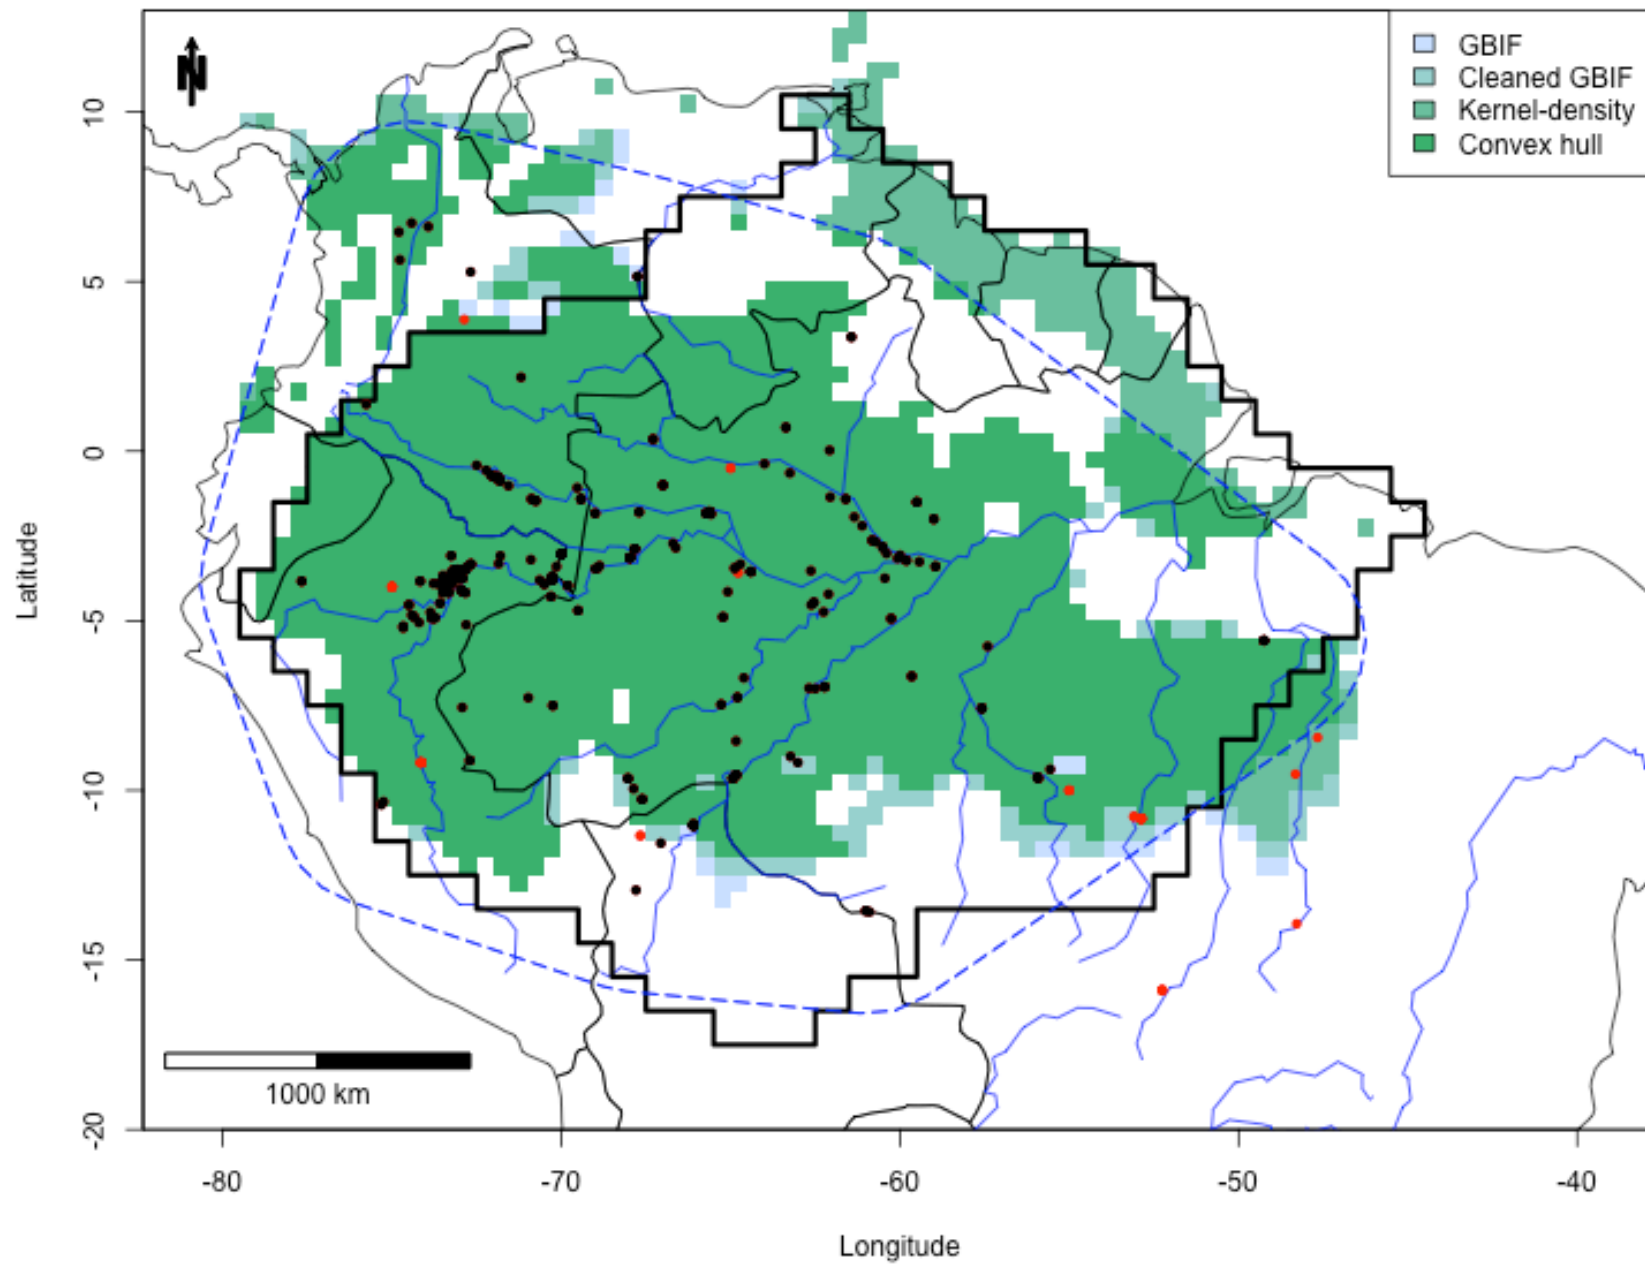 N
GBIF
Cleaned GBIF
Kernel-density
Convex hull
10
5
0
-5
-10
-15
-20
Latitude
1000 km
-80 -70 -60 -50 -40
Longitude